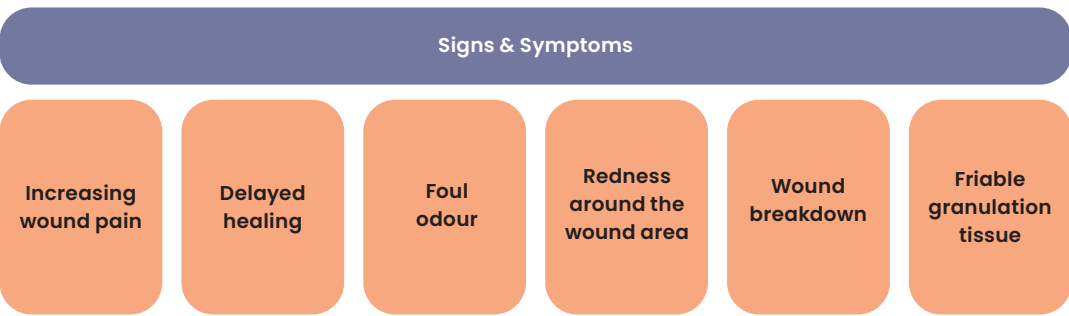 Signs & Symptoms
Increasing
wound pain
Delayed
healing
Foul
odour
Redness
around the
wound area
Wound
breakdown
Friable
granulation
tissue